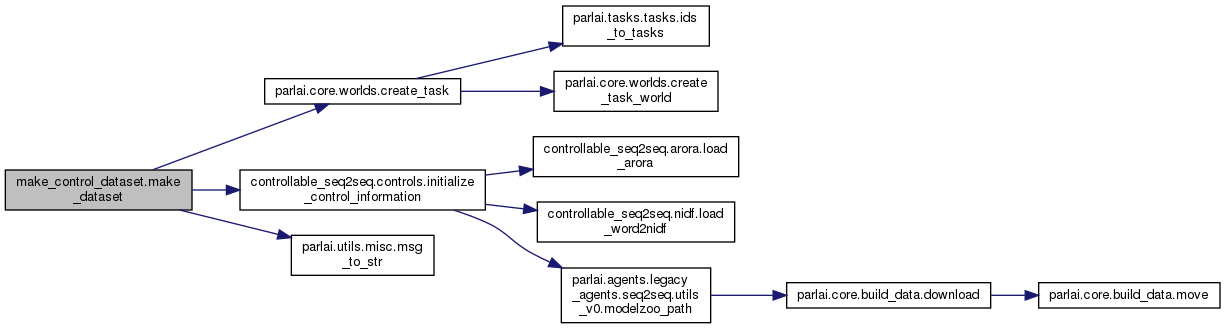 parlai.tasks.tasks.ids
_to_tasks
parlai.core.worlds.create_task
parlai.core.worlds.create
_task_world
controllable_seq2seq.arora.load
_arora
make_control_dataset.make
_dataset
controllable_seq2seq.controls.initialize
_control_information
controllable_seq2seq.nidf.load
_word2nidf
parlai.utils.misc.msg
_to_str
parlai.agents.legacy
_agents.seq2seq.utils
_v0.modelzoo_path
parlai.core.build_data.download
parlai.core.build_data.move